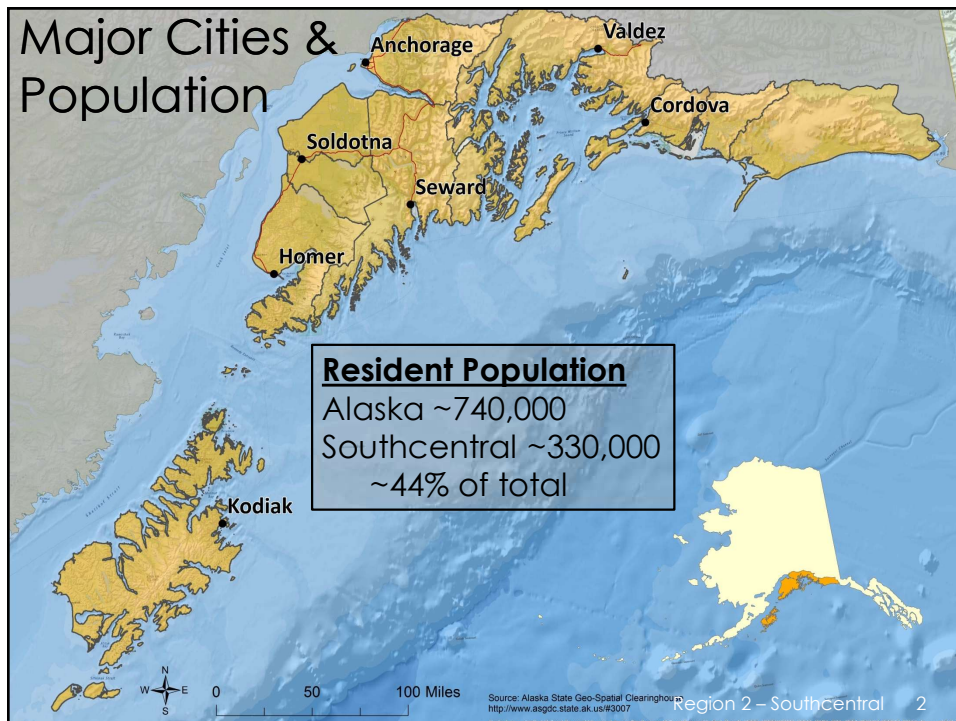 Major Cities &
Population
Anchorage
Valdez
Cordova
Soldotna
Seward
Homer
Resident Population
Alaska ~740,000
Southcentral ~330,000
~44% of total
Kodiak
N
W E
S
0 50 100 Miles
Source: Alaska State Geo-Spatial Clearinghouse
http://www.asgdc.state.ak.us/#3007
Region 2 – Southcentral 2